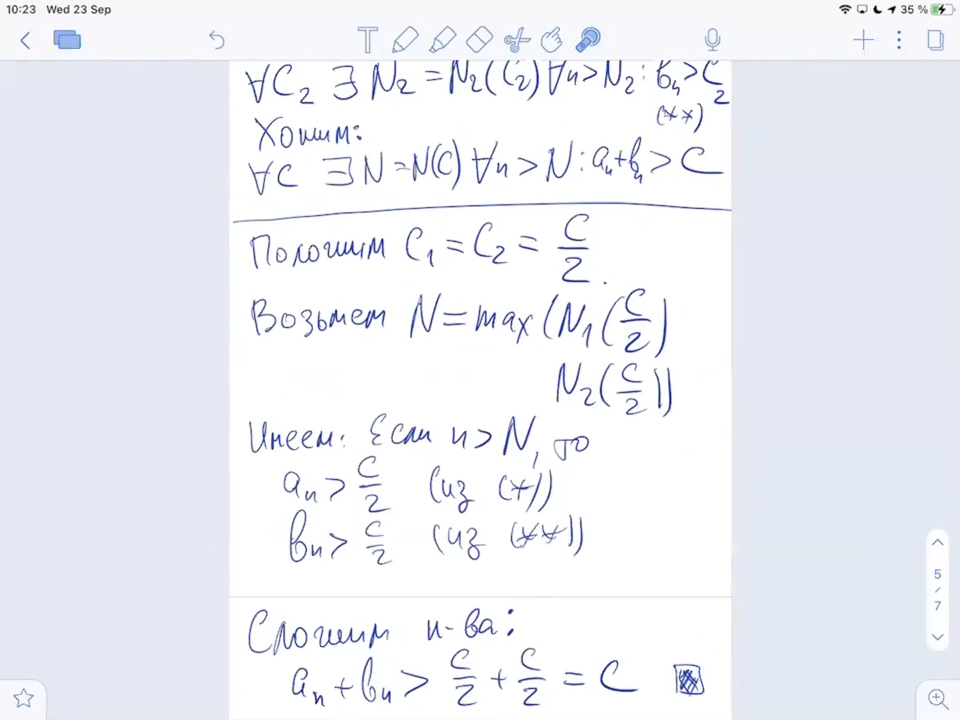 10:23 Wed 23 Sep 35 %
∀C₂ ∃ N₂ = N₂(C₂) ∀n > N₂ : bₙ > C₂
(**)
Хотим:
∀C ∃N = N(C) ∀n > N : aₙ + bₙ > C
Положим C₁ = C₂ = C/2.
Возьмем N = max (N₁(C/2)
N₂(C/2))
Имеем: Если n > N, то
aₙ > C/2 (из (*))
bₙ > C/2 (из (**))
Сложим н-ва:
aₙ + bₙ > C/2 + C/2 = C
5
/
7